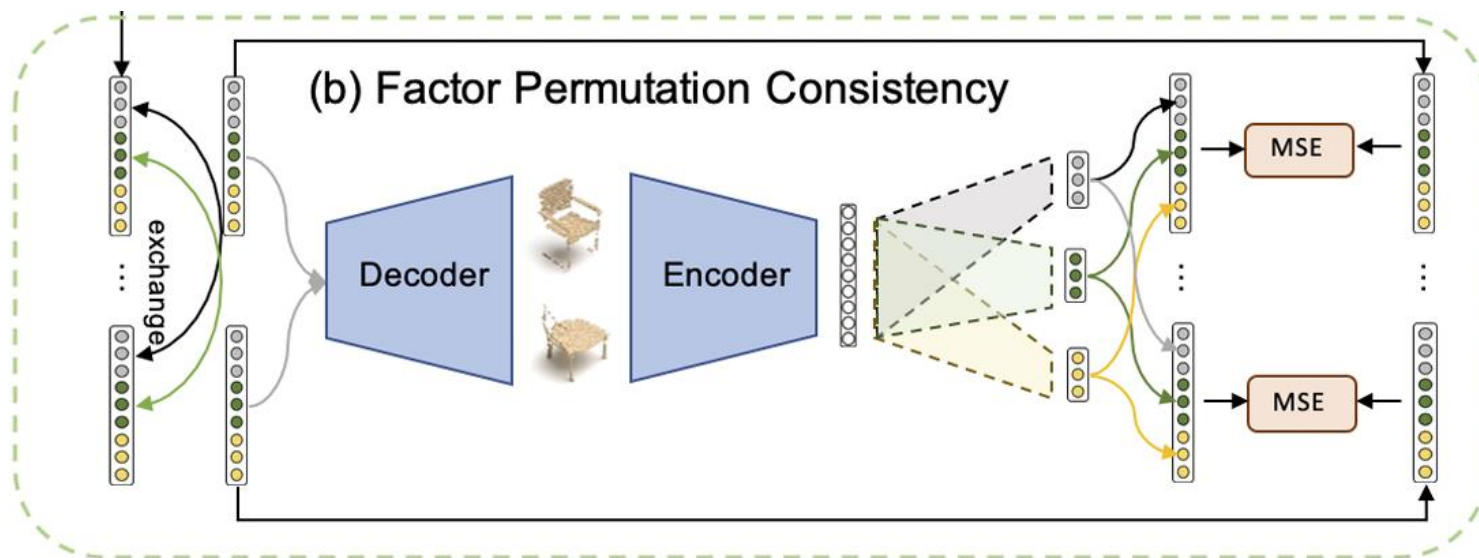 (b) Factor Permutation Consistency
exchange
...
Decoder
Encoder
MSE
...
...
MSE